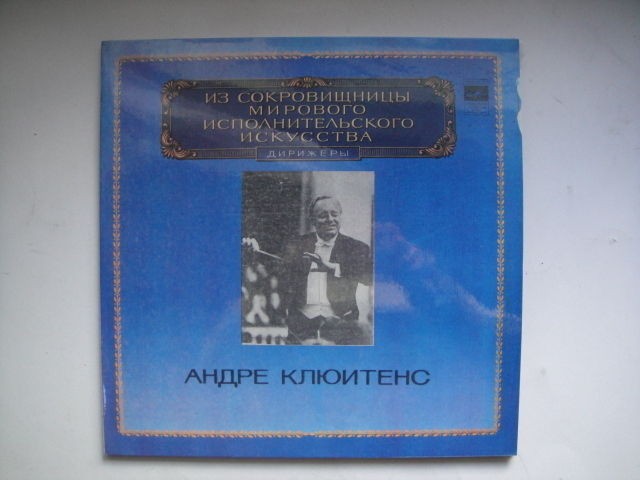 ИЗ СОКРОВИЩНИЦЫ
МИРОВОГО
ИСПОЛНИТЕЛЬСКОГО
ИСКУССТВА
ДИРИЖЕРЫ
АНДРЕ КЛЮИТЕНС